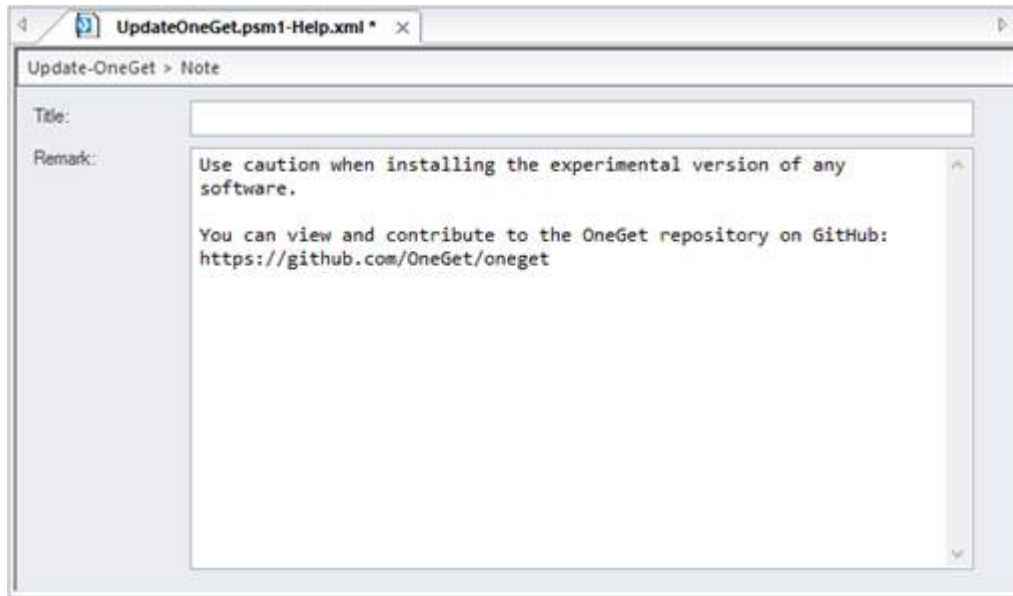 UpdateOneGet.psm1-Help.xml *
Update-OneGet > Note
Title:
Remark:
Use caution when installing the experimental version of any
software.
You can view and contribute to the OneGet repository on GitHub:
https://github.com/OneGet/oneget